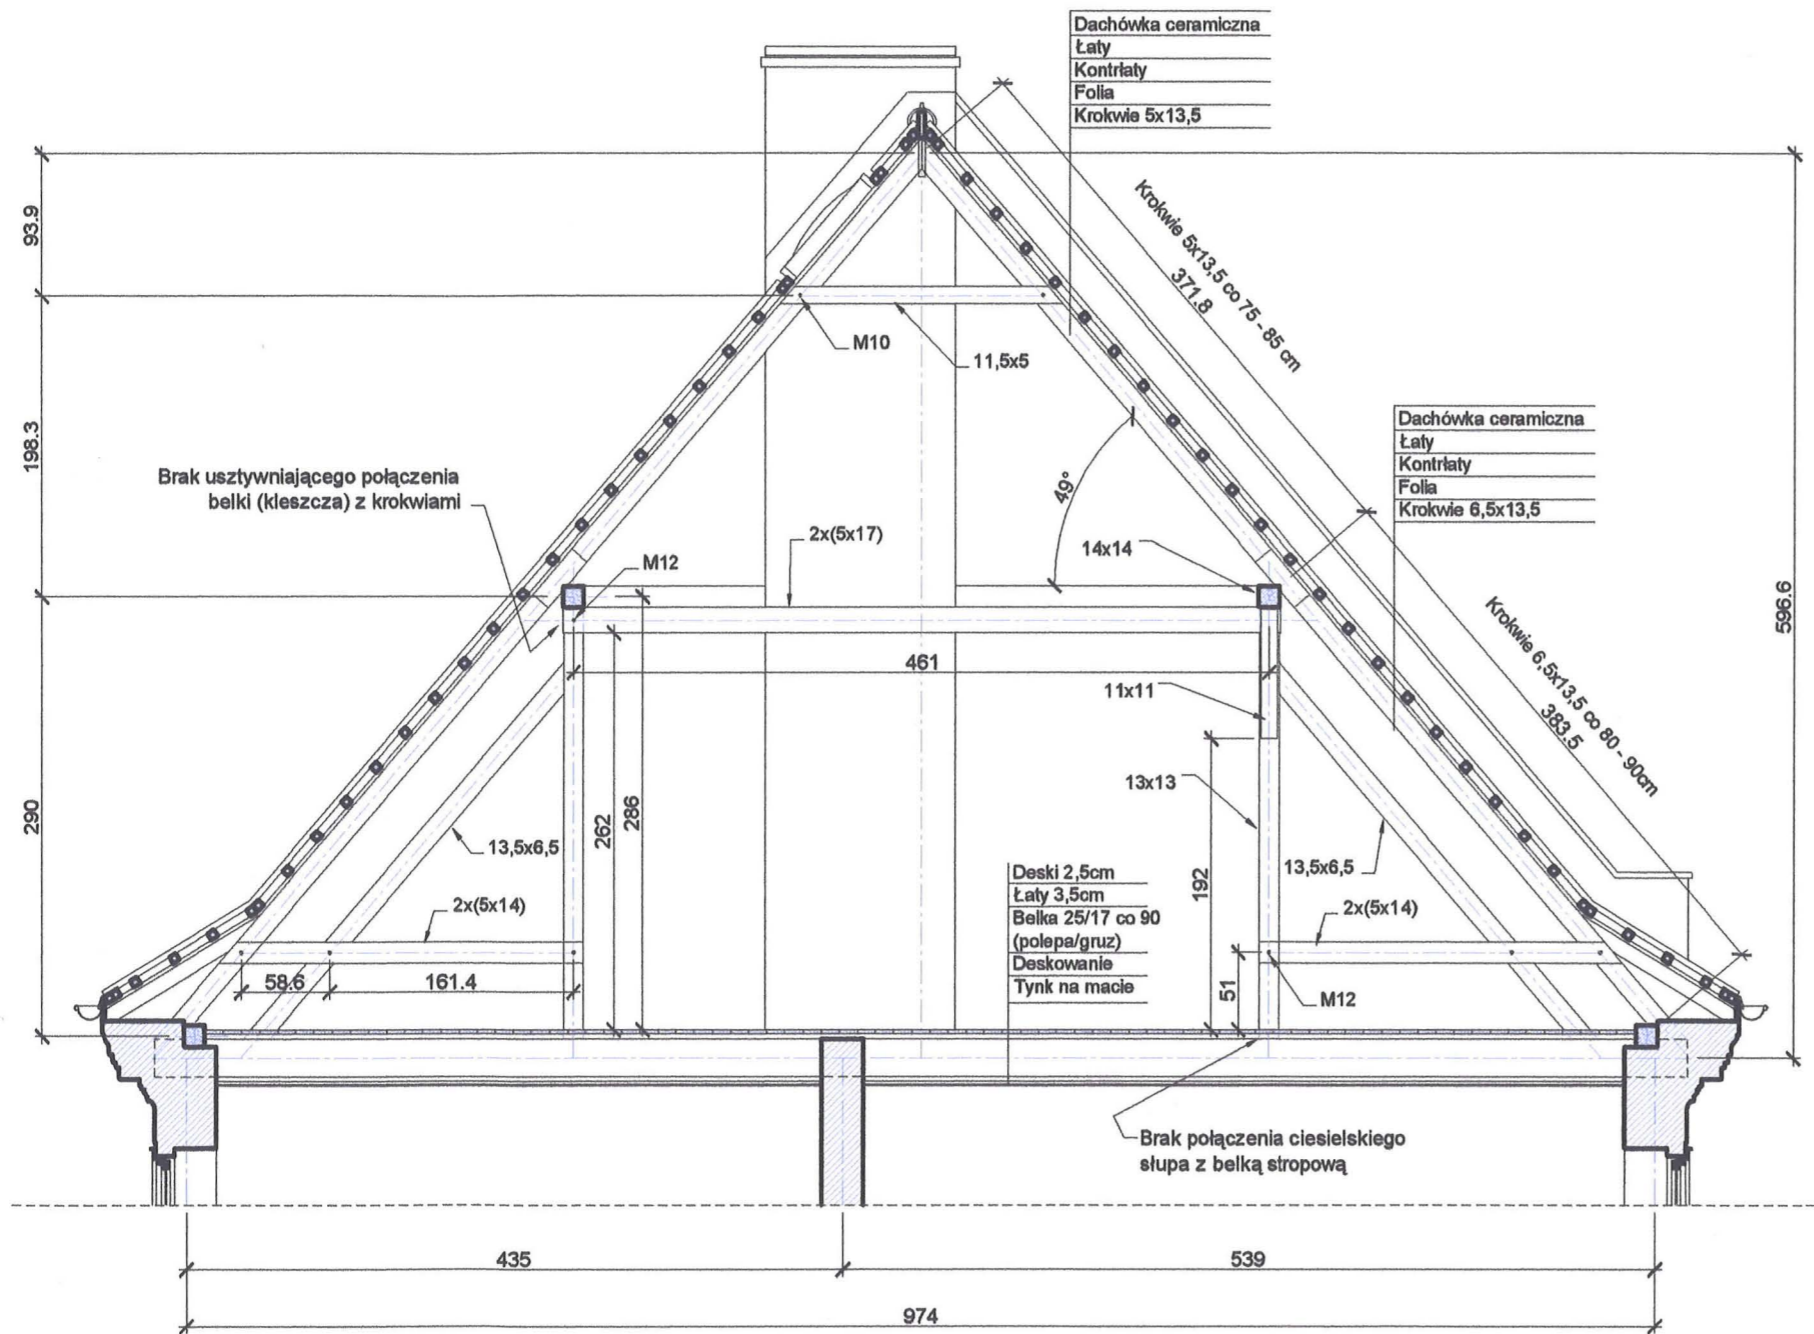 Dachówka ceramiczna
Łaty
Kontrłaty
Folia
Krokwie 5x13,5
93.9
Krokwie 5x13,5 co 75 - 85 cm
371.8
M10
11,5x5
198.3
Dachówka ceramiczna
Łaty
Kontrłaty
Folia
Krokwie 6,5x13,5
Brak usztywniającego połączenia
belki (kleszcza) z krokwiami
49°
2x(5x17)
14x14
M12
596.6
Krokwie 6,5x13,5 co 80 - 90cm
383.5
461
11x11
13x13
290
262
286
13,5x6,5
192
13,5x6,5
Deski 2,5cm
Łaty 3,5cm
Belka 25/17 co 90
(polepa/gruz)
Deskowanie
Tynk na macie
2x(5x14)
2x(5x14)
58.6
161.4
51
M12
Brak połączenia ciesielskiego
słupa z belką stropową
435
539
974